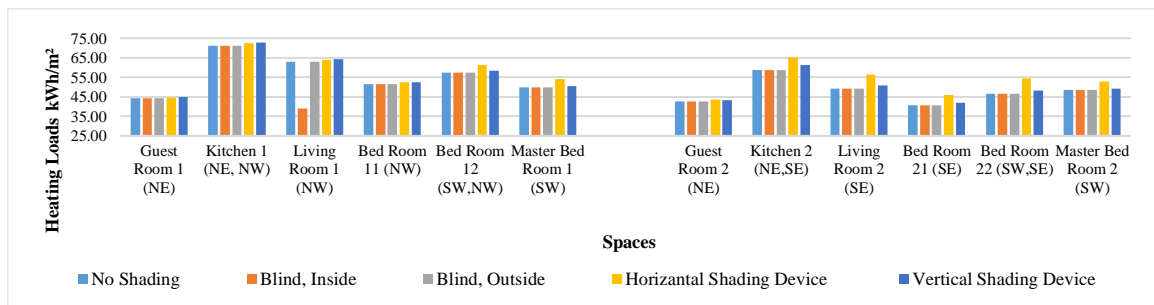 Heating Loads kWh/m²
75.00
65.00
55.00
45.00
35.00
25.00
Guest Room 1 (NE)
Kitchen 1 (NE, NW)
Living Room 1 (NW)
Bed Room 11 (NW)
Bed Room 12 (SW,NW)
Master Bed Room 1 (SW)
Guest Room 2 (NE)
Kitchen 2 (NE,SE)
Living Room 2 (SE)
Bed Room 21 (SE)
Bed Room 22 (SW,SE)
Master Bed Room 2 (SW)
Spaces
No Shading
Blind, Inside
Blind, Outside
Horizantal Shading Device
Vertical Shading Device